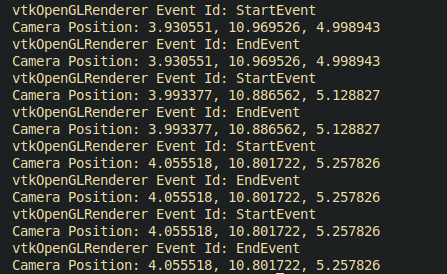 vtkOpenGLRenderer Event Id: StartEvent
Camera Position: 3.930551, 10.969526, 4.998943
vtkOpenGLRenderer Event Id: EndEvent
Camera Position: 3.930551, 10.969526, 4.998943
vtkOpenGLRenderer Event Id: StartEvent
Camera Position: 3.993377, 10.886562, 5.128827
vtkOpenGLRenderer Event Id: EndEvent
Camera Position: 3.993377, 10.886562, 5.128827
vtkOpenGLRenderer Event Id: StartEvent
Camera Position: 4.055518, 10.801722, 5.257826
vtkOpenGLRenderer Event Id: EndEvent
Camera Position: 4.055518, 10.801722, 5.257826
vtkOpenGLRenderer Event Id: StartEvent
Camera Position: 4.055518, 10.801722, 5.257826
vtkOpenGLRenderer Event Id: EndEvent
Camera Position: 4.055518, 10.801722, 5.257826